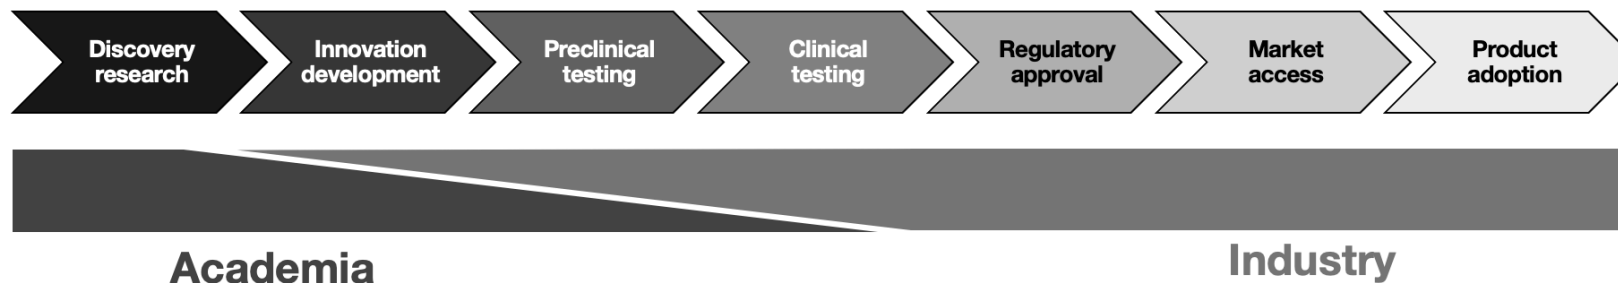 Discovery
research
Innovation
development
Preclinical
testing
Clinical
testing
Regulatory
approval
Market
access
Product
adoption
Academia
Industry